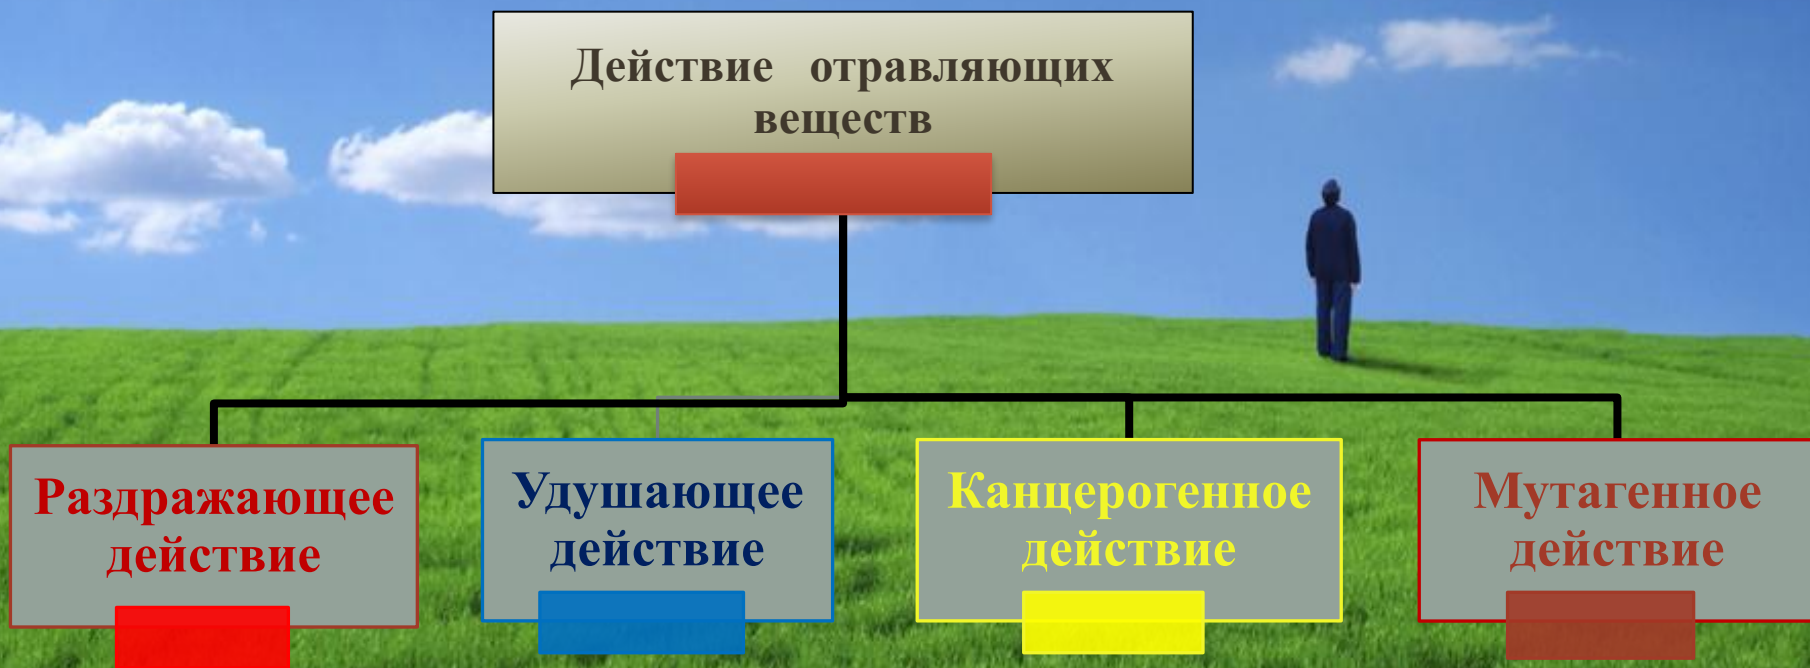 Действие отравляющих
веществ
Раздражающее
действие
Удушающее
действие
Канцерогенное
действие
Мутагенное
действие